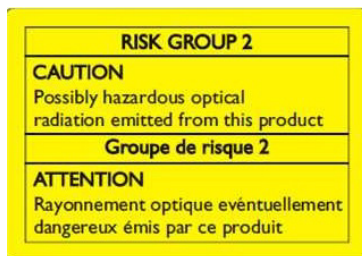 RISK GROUP 2
CAUTION
Possibly hazardous optical
radiation emitted from this product
Groupe de risque 2
ATTENTION
Rayonnement optique evéntuellement
dangereux émis par ce produit